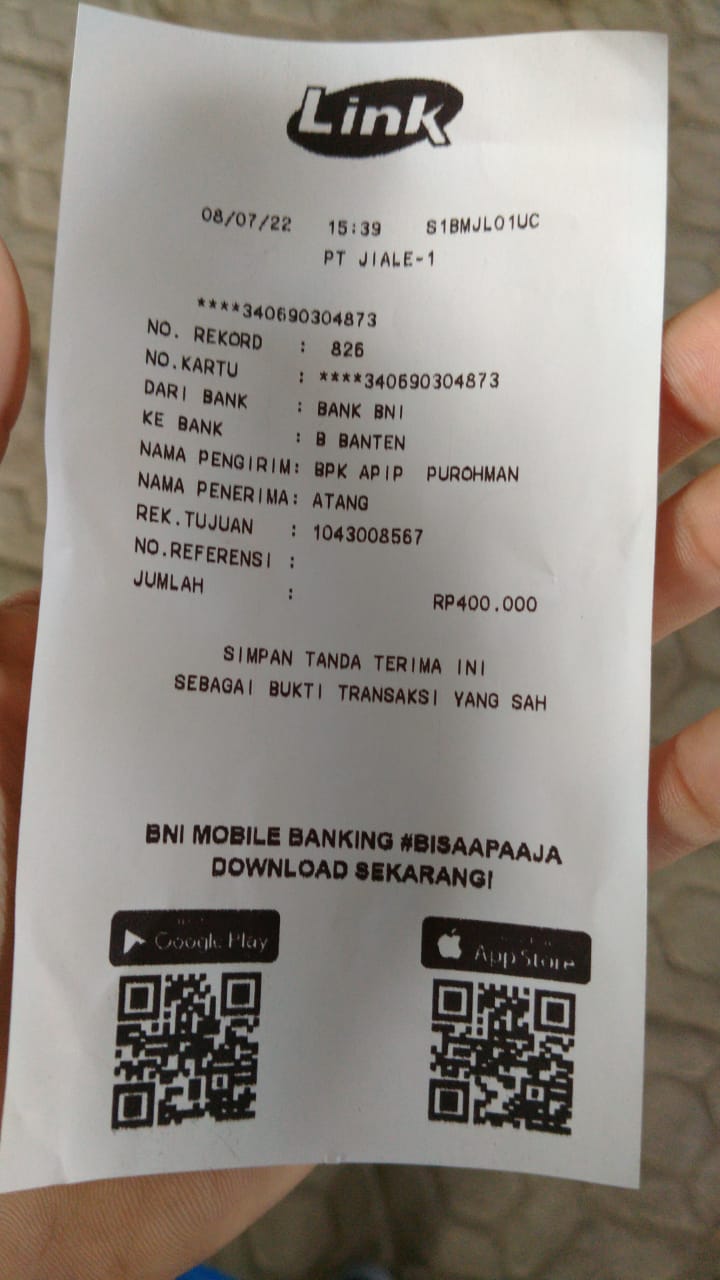 Link
08/07/22 15:39 S1BMJL01UC
PT JIALE-1
****340690304873
NO. REKORD : 826
NO.KARTU : ****340690304873
DARI BANK : BANK BNI
KE BANK : B BANTEN
NAMA PENGIRIM: BPK APIP PUROHMAN
NAMA PENERIMA: ATANG
REK.TUJUAN : 1043008567
NO.REFERENSI :
JUMLAH : RP400.000
SIMPAN TANDA TERIMA INI
SEBAGAI BUKTI TRANSAKSI YANG SAH
BNI MOBILE BANKING #BISAAPAAJA
DOWNLOAD SEKARANG!
Google Play
App Store